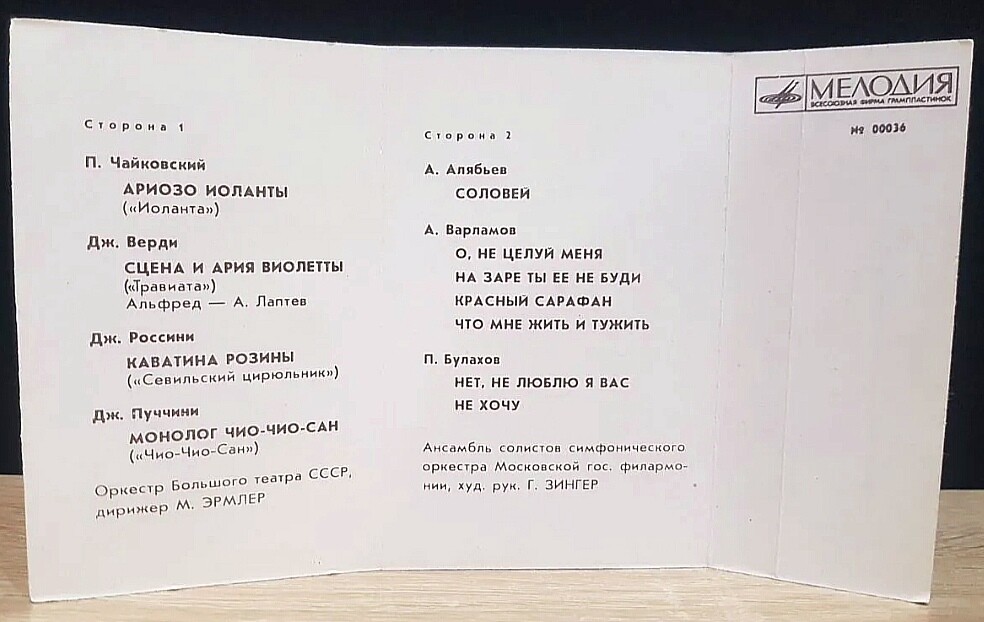 Сторона 1
П. Чайковский
АРИОЗО ИОЛАНТЫ
(«Иоланта»)
Дж. Верди
СЦЕНА И АРИЯ ВИОЛЕТТЫ
(«Травиата»)
Альфред — А. Лаптев
Дж. Россини
КАВАТИНА РОЗИНЫ
(«Севильский цирюльник»)
Дж. Пуччини
МОНОЛОГ ЧИО-ЧИО-САН
(«Чио-Чио-Сан»)
Оркестр Большого театра СССР,
дирижер М. ЭРМЛЕР
Сторона 2
А. Алябьев
СОЛОВЕЙ
А. Варламов
О, НЕ ЦЕЛУЙ МЕНЯ
НА ЗАРЕ ТЫ ЕЕ НЕ БУДИ
КРАСНЫЙ САРАФАН
ЧТО МНЕ ЖИТЬ И ТУЖИТЬ
П. Булахов
НЕТ, НЕ ЛЮБЛЮ Я ВАС
НЕ ХОЧУ
Ансамбль солистов симфонического
оркестра Московской гос. филармо-
нии, худ. рук. Г. ЗИНГЕР
МЕЛОДИЯ
ВСЕСОЮЗНАЯ ФИРМА ГРАМПЛАСТИНОК
№ 00036